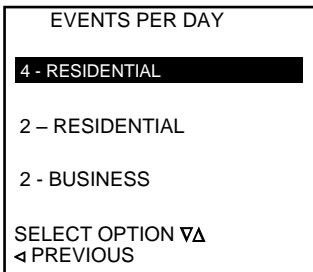 EVENTS PER DAY
4 - RESIDENTIAL
2 – RESIDENTIAL
2 - BUSINESS
SELECT OPTION ∇∆
⊲ PREVIOUS